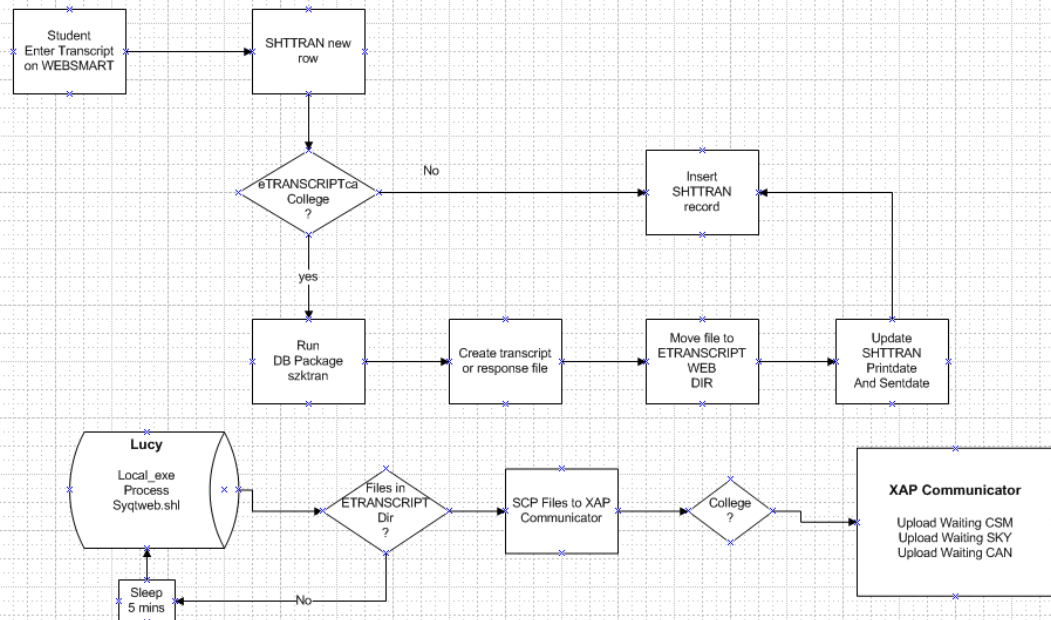 Student
Enter Transcript
on WEBSMART
SHTTRAN new
row
eTRANSCRIPTca
College
?
No
Insert
SHTTRAN
record
yes
Run
DB Package
szktran
Create transcript
or response file
Move file to
ETRANSCRIPT
WEB
DIR
Update
SHTTRAN
Printdate
And Sentdate
Lucy
Local_exe
Process
Syqtweb.shl
Files in
ETRANSCRIPT
Dir
?
SCP Files to XAP
Communicator
College
?
XAP Communicator
Upload Waiting CSM
Upload Waiting SKY
Upload Waiting CAN
Sleep
5 mins
No